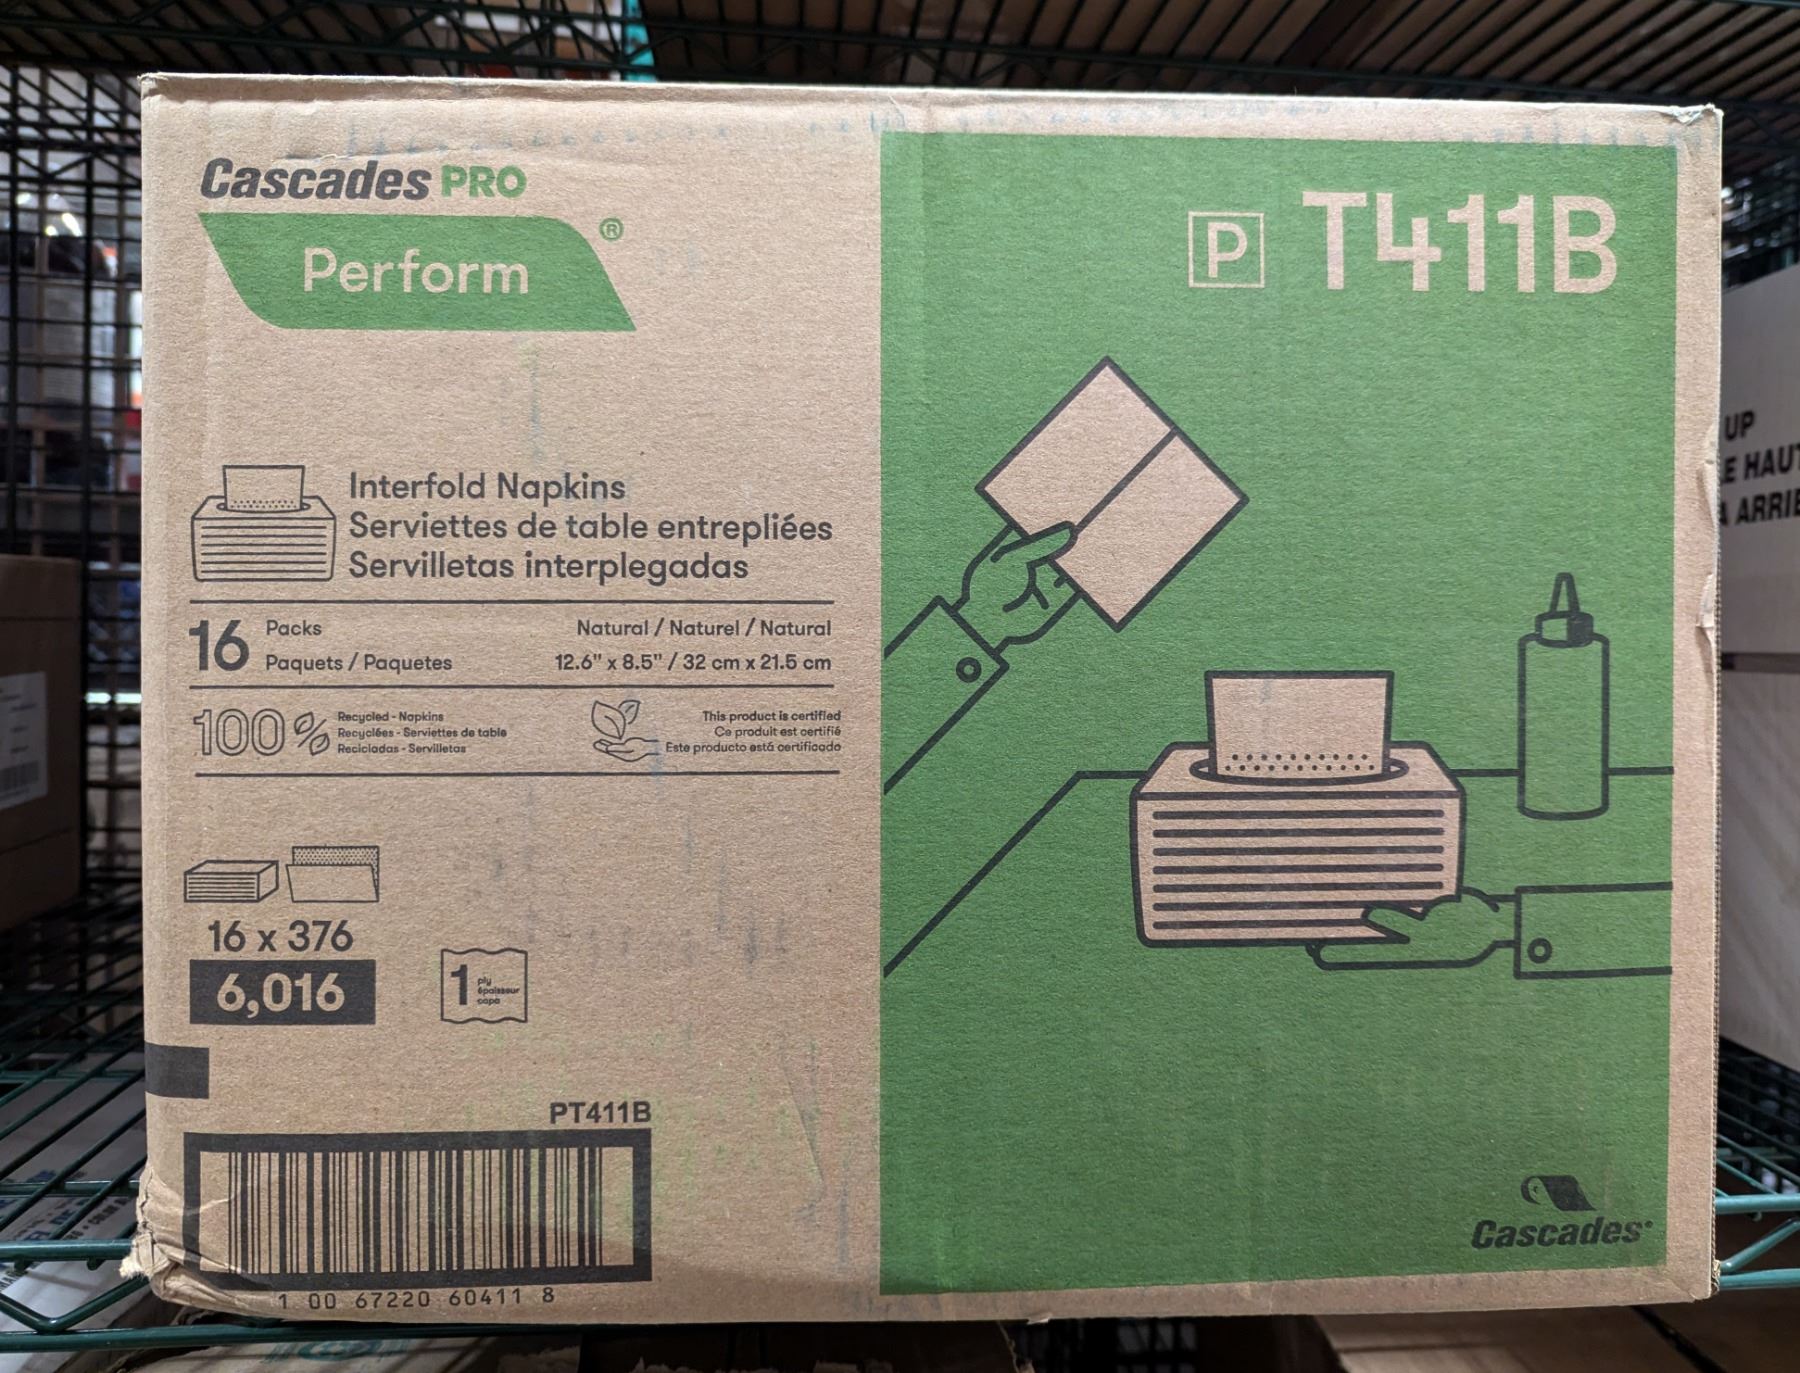 Cascades PRO
Perform®
P T411B
Interfold Napkins
Serviettes de table entrepliées
Servilletas interplegadas
16 Packs
Paquets / Paquetes
Natural / Naturel / Natural
12.6" x 8.5" / 32 cm x 21.5 cm
100%
Recycled - Napkins
Recyclées - Serviettes de table
Recicladas - Servilletas
This product is certified
Ce produit est certifié
Este producto está certificado
16 x 376
6,016
1 ply
épaisseur
capa
PT411B
1 00 67220 60411 8
Cascades
UP
HAUT